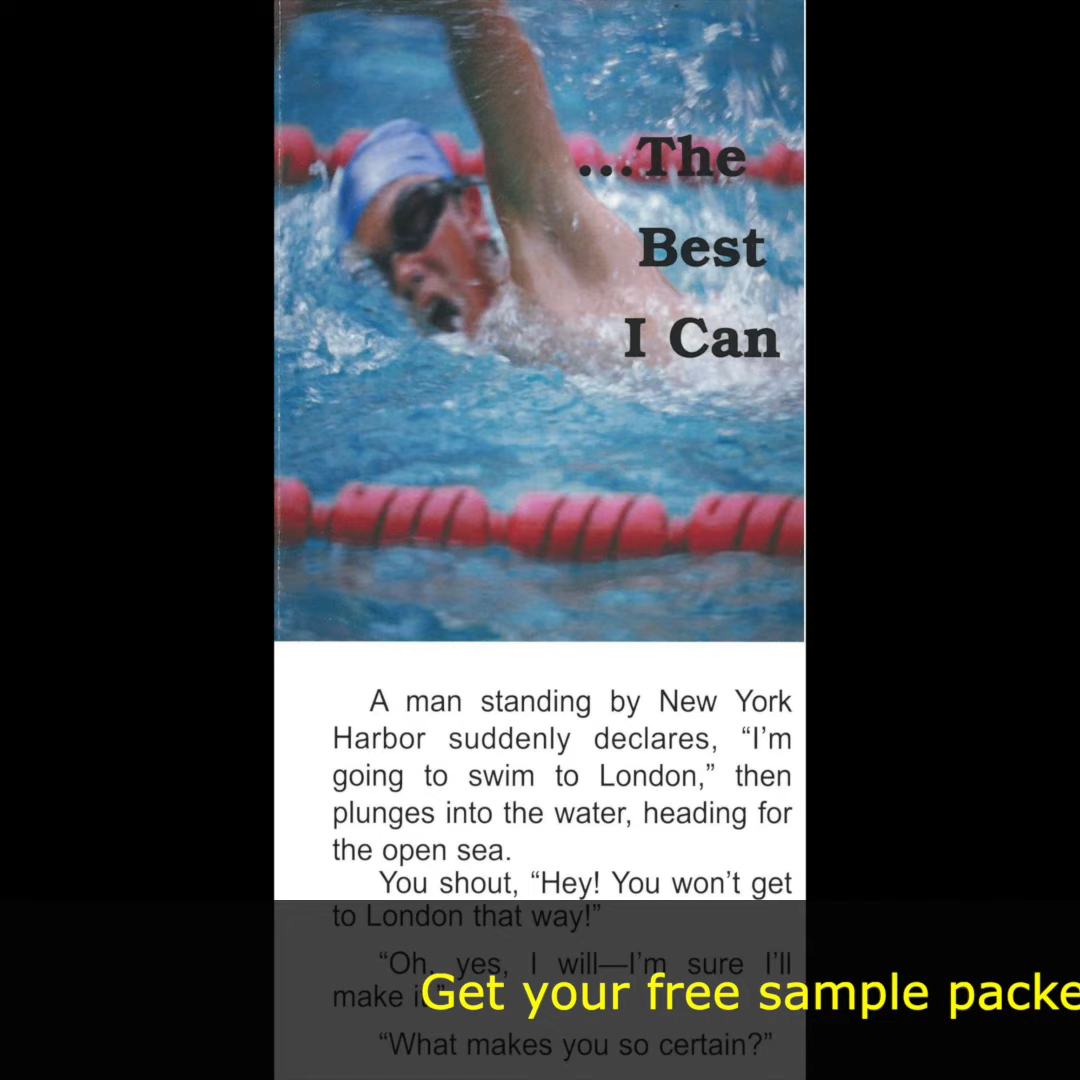 ...The
Best
I Can
A man standing by New York
Harbor suddenly declares, “I’m
going to swim to London,” then
plunges into the water, heading for
the open sea.
You shout, “Hey! You won’t get
to London that way!”
“Oh, yes, I will—I’m sure I’ll
make it.”
Get your free sample
“What makes you so certain?”